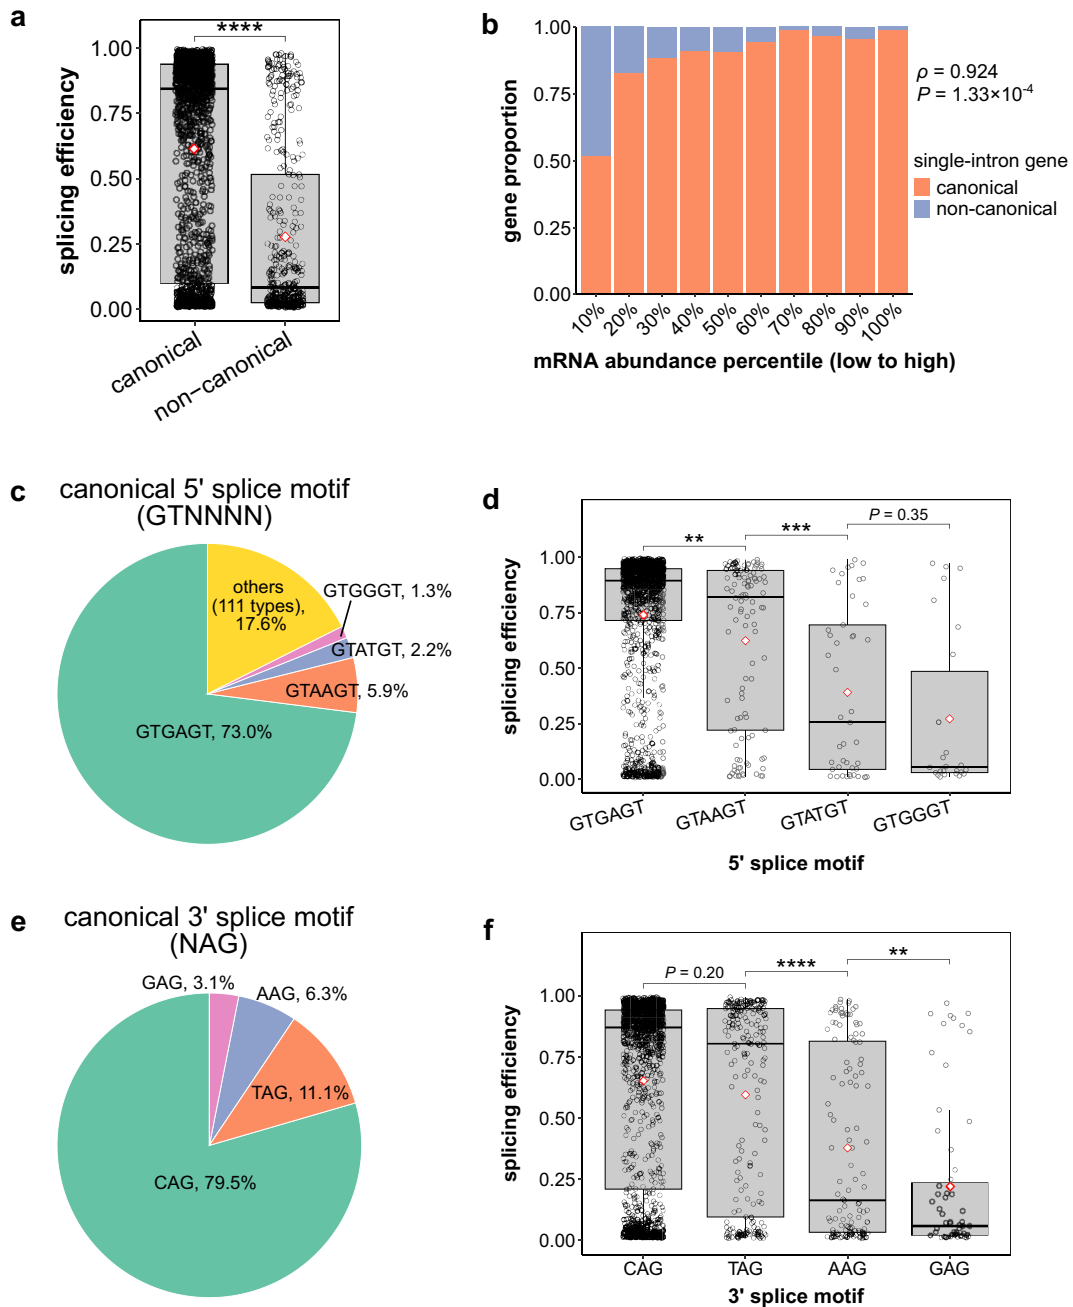 a
****
1.00
0.75
0.50
0.25
0.00
splicing efficiency
canonical
non−canonical
b
1.00
0.75
0.50
0.25
0.00
gene proportion
10%
20%
30%
40%
50%
60%
70%
80%
90%
100%
mRNA abundance percentile (low to high)
ρ = 0.924
P = 1.33×10⁻⁴
single-intron gene
canonical
non-canonical
c
canonical 5' splice motif
(GTNNNN)
others
(111 types),
17.6%
GTGGGT, 1.3%
GTATGT, 2.2%
GTAAGT, 5.9%
GTGAGT, 73.0%
d
**
***
P = 0.35
1.00
0.75
0.50
0.25
0.00
splicing efficiency
GTGAGT
GTAAGT
GTATGT
GTGGGT
5' splice motif
e
canonical 3' splice motif
(NAG)
GAG, 3.1%
AAG, 6.3%
TAG, 11.1%
CAG, 79.5%
f
P = 0.20
****
**
1.00
0.75
0.50
0.25
0.00
splicing efficiency
CAG
TAG
AAG
GAG
3' splice motif